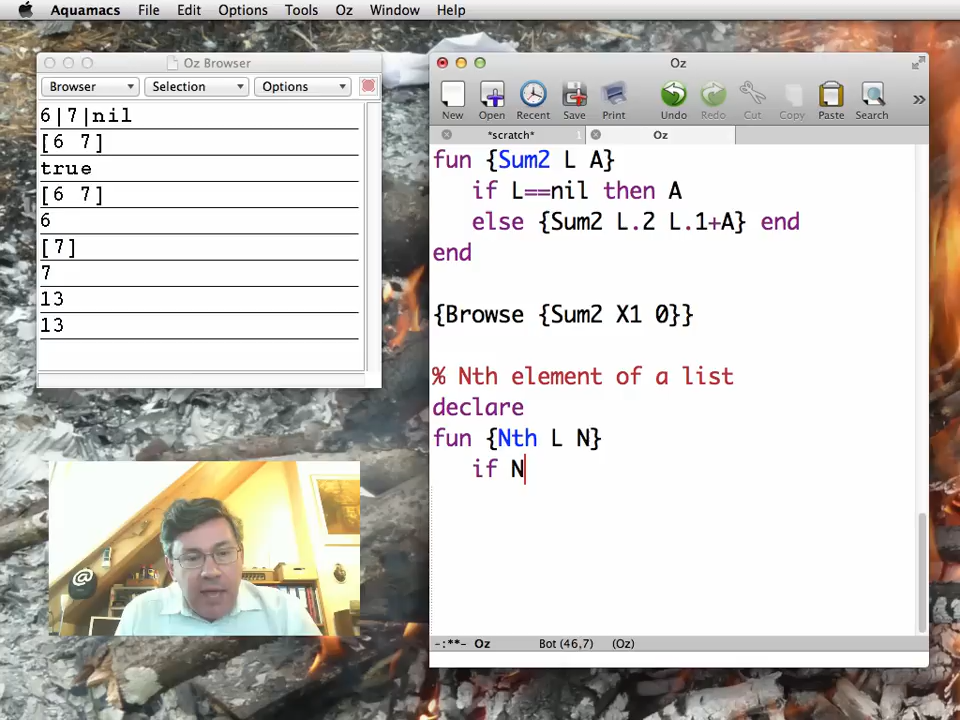 Aquamacs File Edit Options Tools Oz Window Help
Oz Browser
Browser Selection Options
6|7|nil
[6 7]
true
[6 7]
6
[7]
7
13
13
Oz
New Open Recent Save Print Undo Redo Cut Copy Paste Search »
*scratch* 1 Oz
fun {Sum2 L A}
if L==nil then A
else {Sum2 L.2 L.1+A} end
end
{Browse {Sum2 X1 0}}
% Nth element of a list
declare
fun {Nth L N}
if N
-:**- Oz Bot (46,7) (Oz)
@